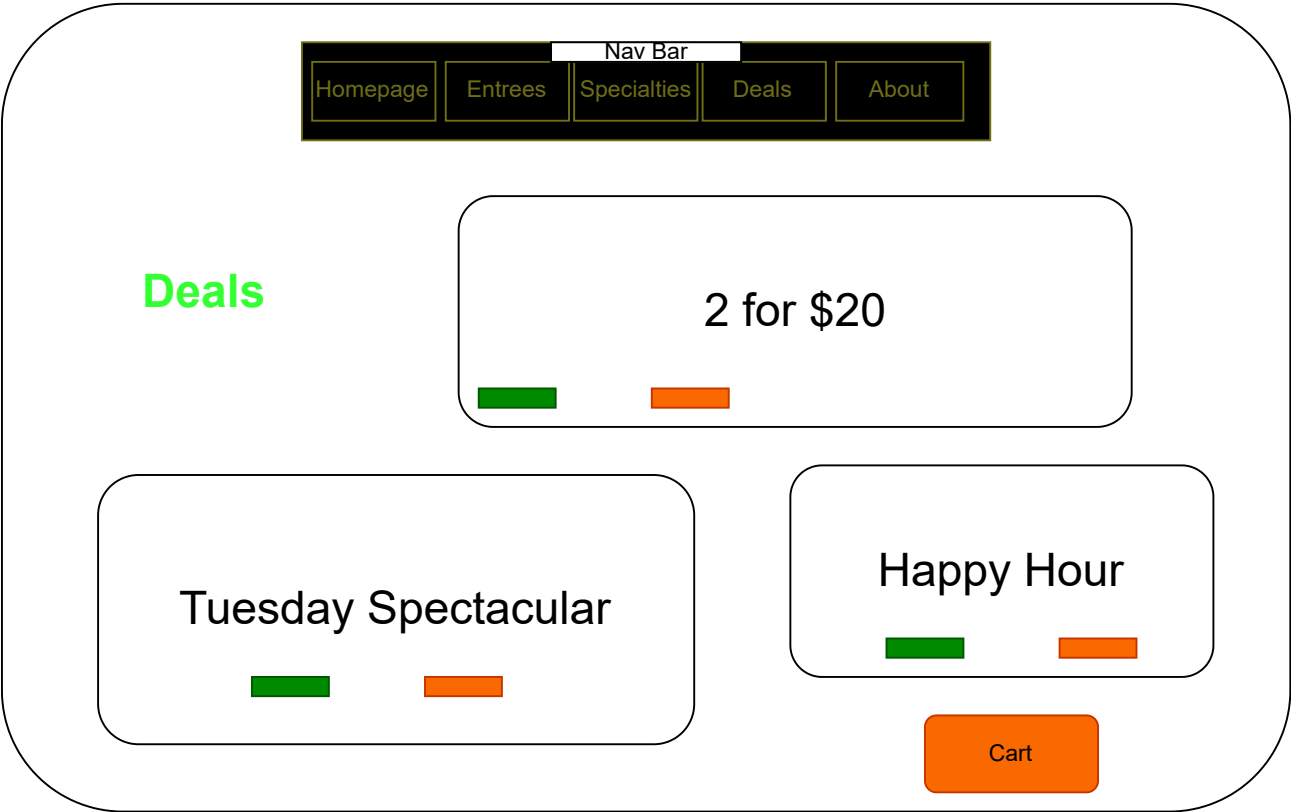 Nav Bar
Homepage
Entrees
Specialties
Deals
About
Deals
2 for $20
Tuesday Spectacular
Happy Hour
Cart